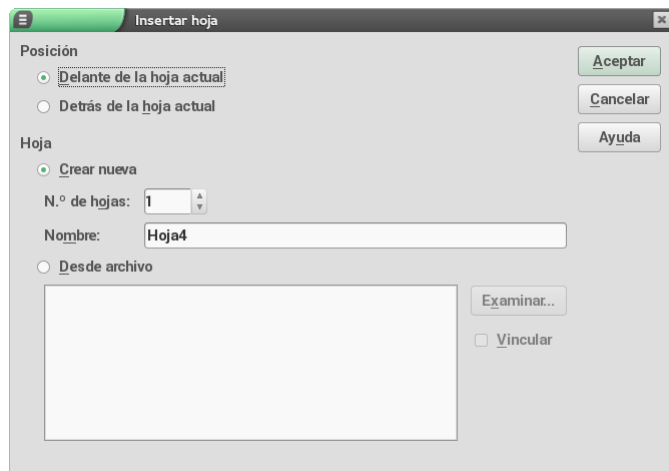 Insertar hoja
Posición
Delante de la hoja actual
Detrás de la hoja actual
Aceptar
Cancelar
Ayuda
Hoja
Crear nueva
N.º de hojas: 1
Nombre: Hoja4
Desde archivo
Examinar...
Vincular